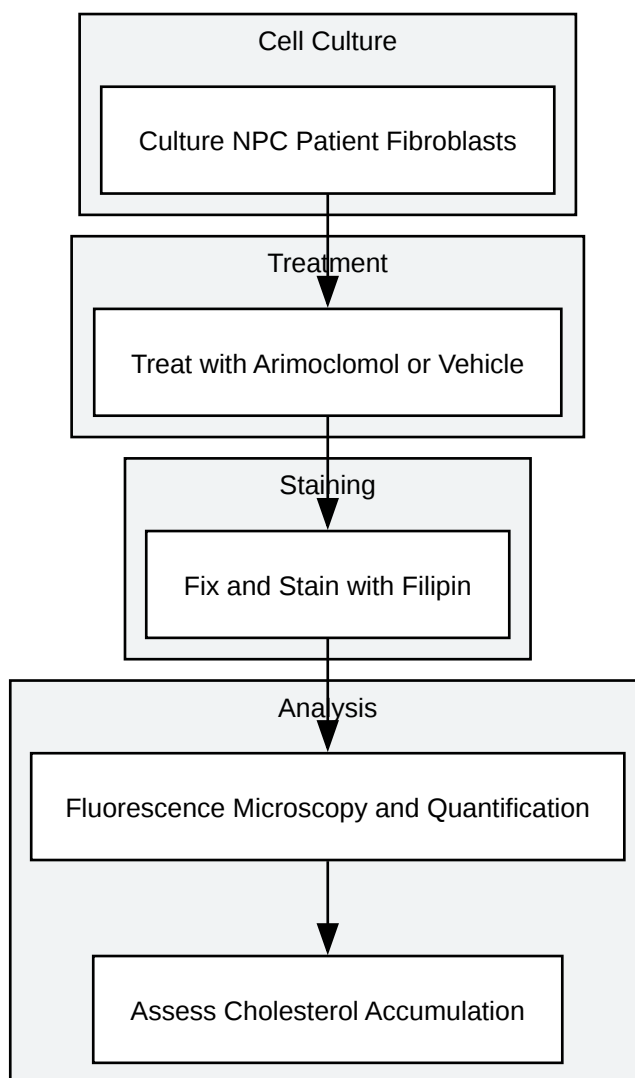 Cell Culture
Culture NPC Patient Fibroblasts
Treatment
Treat with Arimoclomol or Vehicle
Staining
Fix and Stain with Filipin
Analysis
Fluorescence Microscopy and Quantification
Assess Cholesterol Accumulation